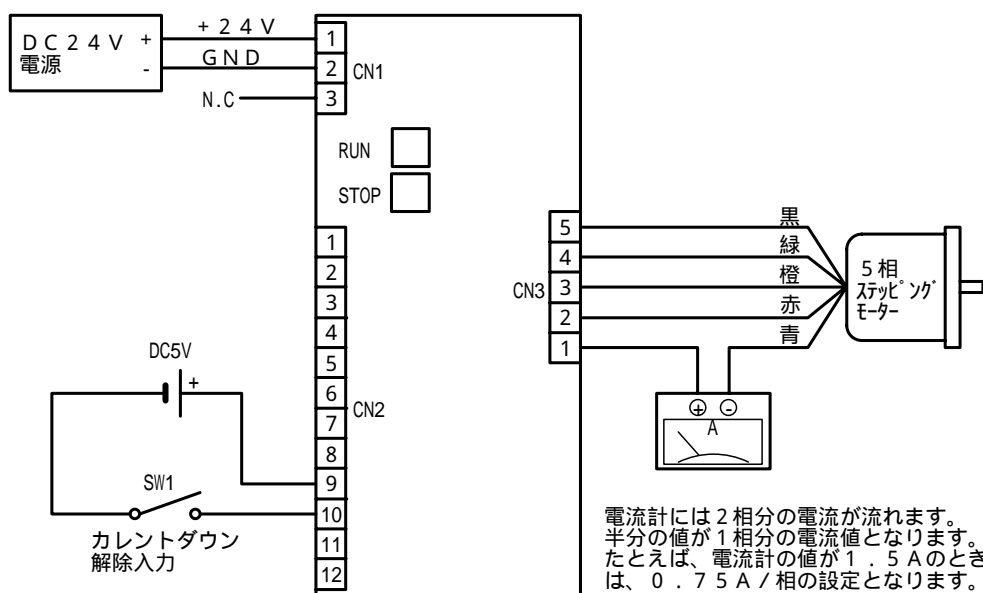 DC24V +
電源 -
+24V
GND
N.C
1
2
3
CN1
RUN
STOP
1
2
3
4
5
6
7
8
9
10
11
12
CN2
DC5V
+
SW1
カレントダウン
解除入力
5
4
3
2
1
CN3
黒
緑
橙
赤
青
5相
ステッピング
モーター
+ -
A
電流計には2相分の電流が流れます。
半分の値が1相分の電流値となります。
たとえば、電流計の値が1.5Aのとき
は、0.75A/相の設定となります。